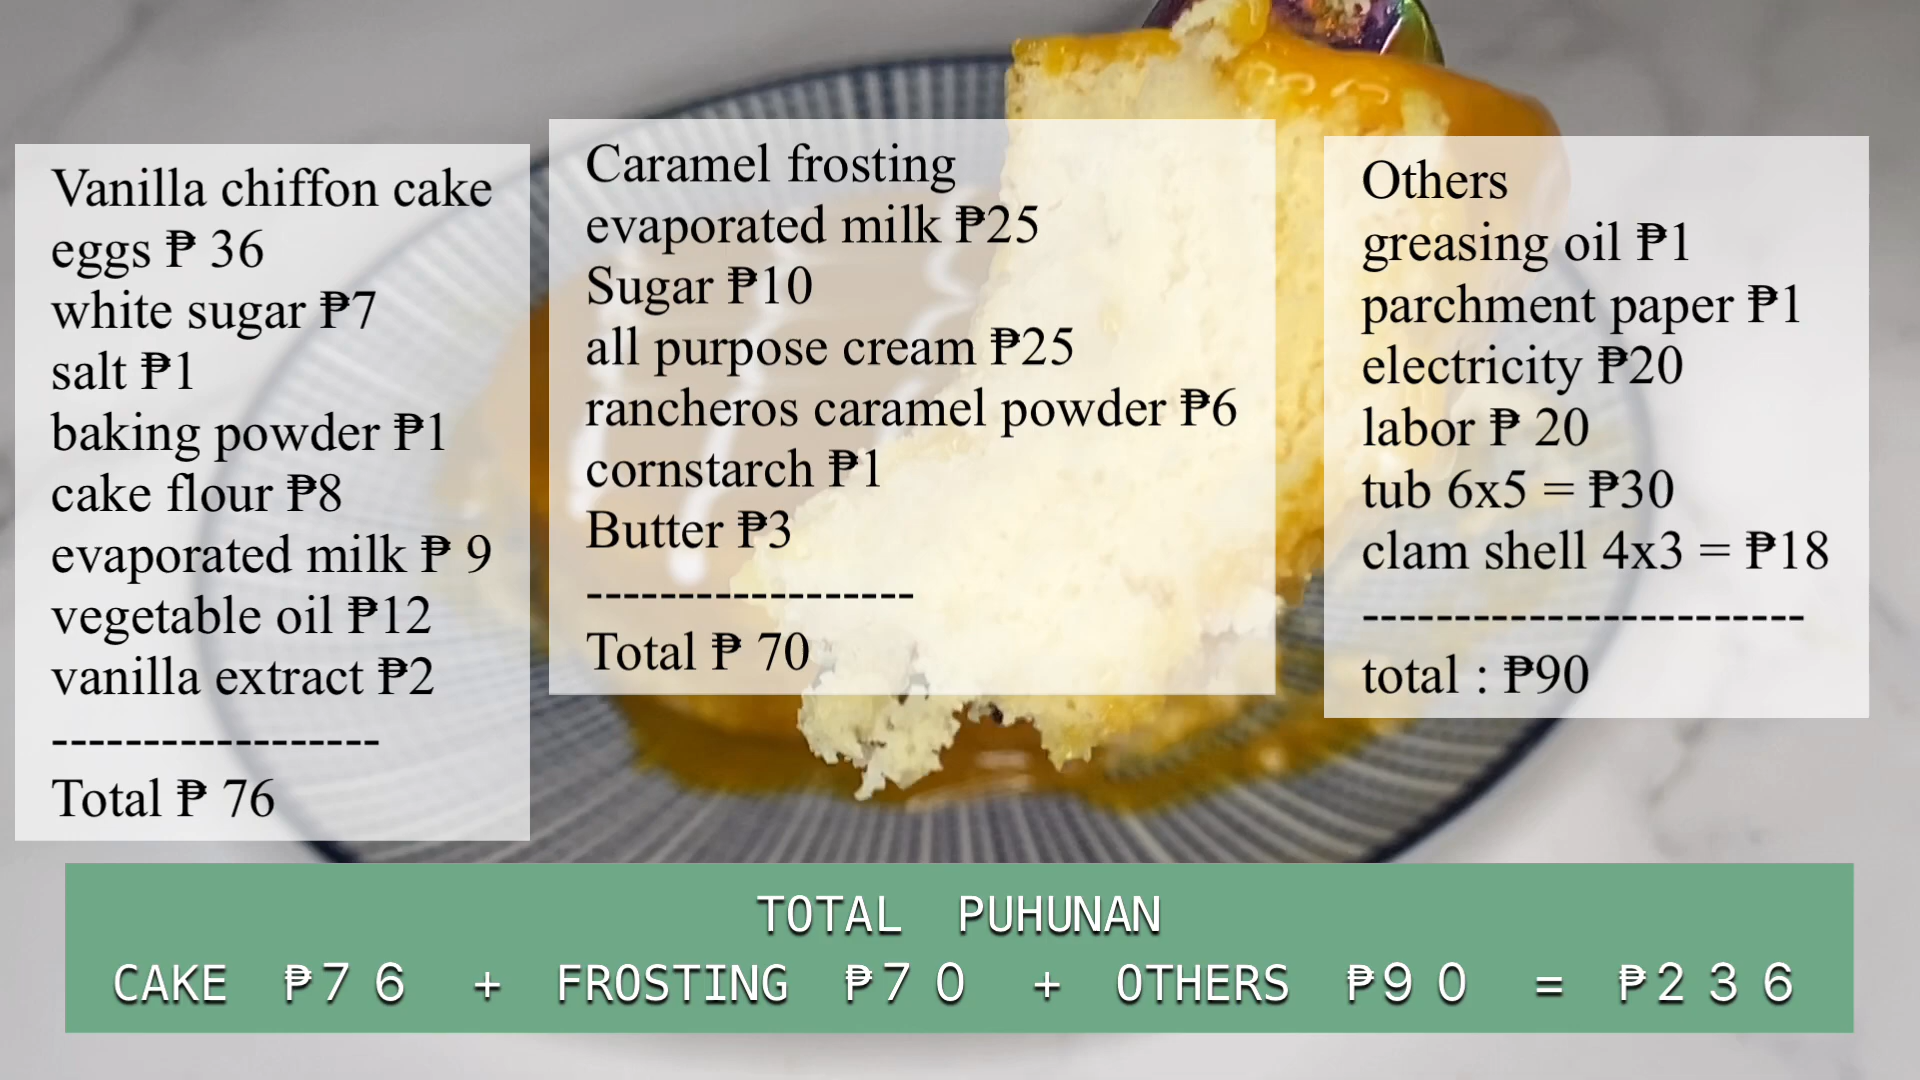 Vanilla chiffon cake
eggs ₱ 36
white sugar ₱7
salt ₱1
baking powder ₱1
cake flour ₱8
evaporated milk ₱ 9
vegetable oil ₱12
vanilla extract ₱2
------------------
Total ₱ 76
Caramel frosting
evaporated milk ₱25
Sugar ₱10
all purpose cream ₱25
rancheros caramel powder ₱6
cornstarch ₱1
Butter ₱3
------------------
Total ₱ 70
Others
greasing oil ₱1
parchment paper ₱1
electricity ₱20
labor ₱ 20
tub 6x5 = ₱30
clam shell 4x3 = ₱18
------------------------
total : ₱90
TOTAL PUHUNAN
CAKE ₱76 + FROSTING ₱70 + OTHERS ₱90 = ₱236